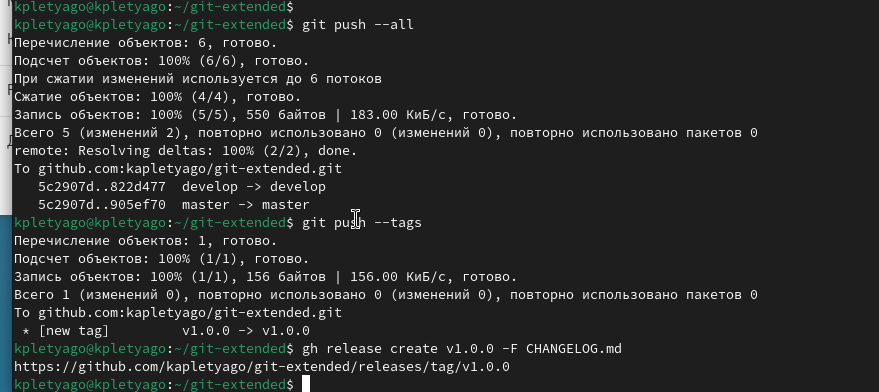 kpletyago@kpletyago:~/git-extended$
kpletyago@kpletyago:~/git-extended$ git push --all
Перечисление объектов: 6, готово.
Подсчет объектов: 100% (6/6), готово.
При сжатии изменений используется до 6 потоков
Сжатие объектов: 100% (4/4), готово.
Запись объектов: 100% (5/5), 550 байтов | 183.00 КиБ/с, готово.
Всего 5 (изменений 2), повторно использовано 0 (изменений 0), повторно использовано пакетов 0
remote: Resolving deltas: 100% (2/2), done.
To github.com:kapletyago/git-extended.git
   5c2907d..822d477  develop -> develop
   5c2907d..905ef70  master -> master
kpletyago@kpletyago:~/git-extended$ git push --tags
Перечисление объектов: 1, готово.
Подсчет объектов: 100% (1/1), готово.
Запись объектов: 100% (1/1), 156 байтов | 156.00 КиБ/с, готово.
Всего 1 (изменений 0), повторно использовано 0 (изменений 0), повторно использовано пакетов 0
To github.com:kapletyago/git-extended.git
 * [new tag]         v1.0.0 -> v1.0.0
kpletyago@kpletyago:~/git-extended$ gh release create v1.0.0 -F CHANGELOG.md
https://github.com/kapletyago/git-extended/releases/tag/v1.0.0
kpletyago@kpletyago:~/git-extended$